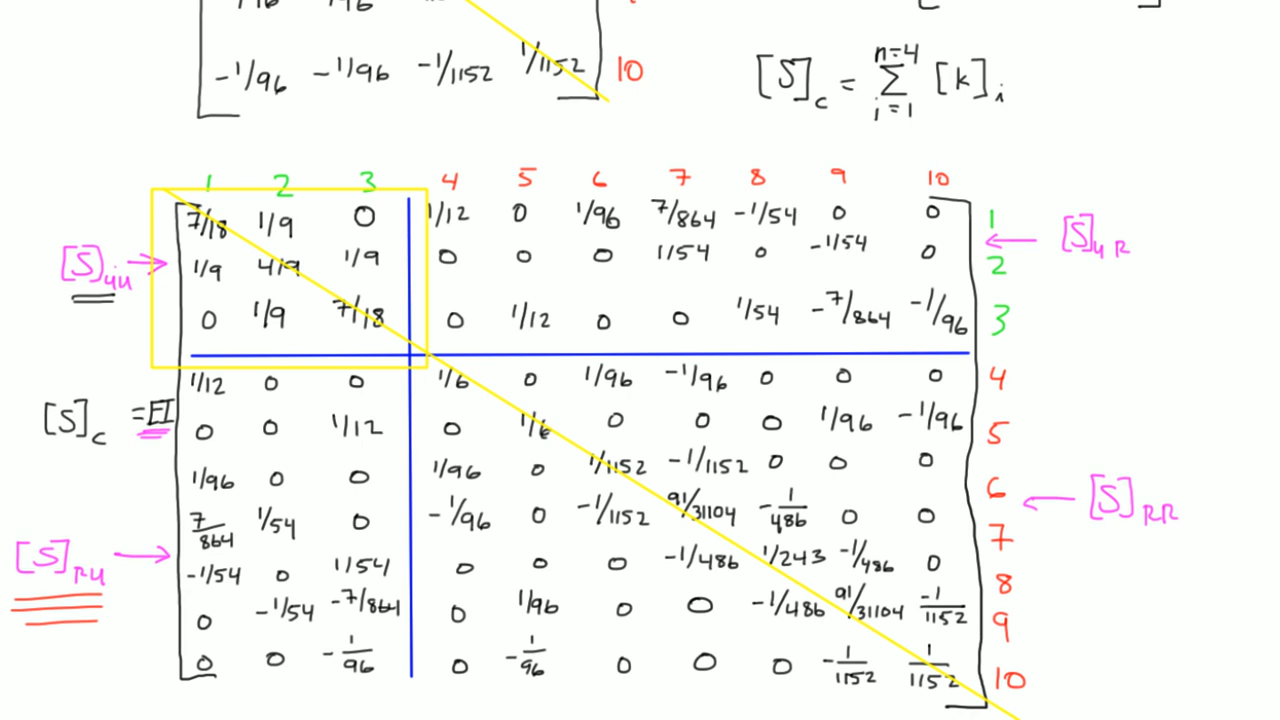 -1/96 -1/96 -1/1152 1/1152 10
[S]c = Σ n=4 i=1 [k]i
1 2 3 4 5 6 7 8 9 10
7/18 1/9 0 1/12 0 1/96 7/864 -1/54 0 0 1
[S]uu 1/9 4/9 1/9 0 0 0 1/54 0 -1/54 0 2 [S]uR
0 1/9 7/18 0 1/12 0 0 1/54 -7/864 -1/96 3
1/12 0 0 1/6 0 1/96 -1/96 0 0 0 4
[S]c = EI 0 0 1/12 0 1/6 0 0 0 1/96 -1/96 5
1/96 0 0 1/96 0 1/1152 -1/1152 0 0 0 6
7/864 1/54 0 -1/96 0 -1/1152 91/31104 -1/486 0 0 7 [S]RR
[S]Ru -1/54 0 1/54 0 0 0 -1/486 1/243 -1/486 0 8
0 -1/54 -7/864 0 1/96 0 0 -1/486 91/31104 -1/1152 9
0 0 -1/96 0 -1/96 0 0 0 -1/1152 1/1152 10